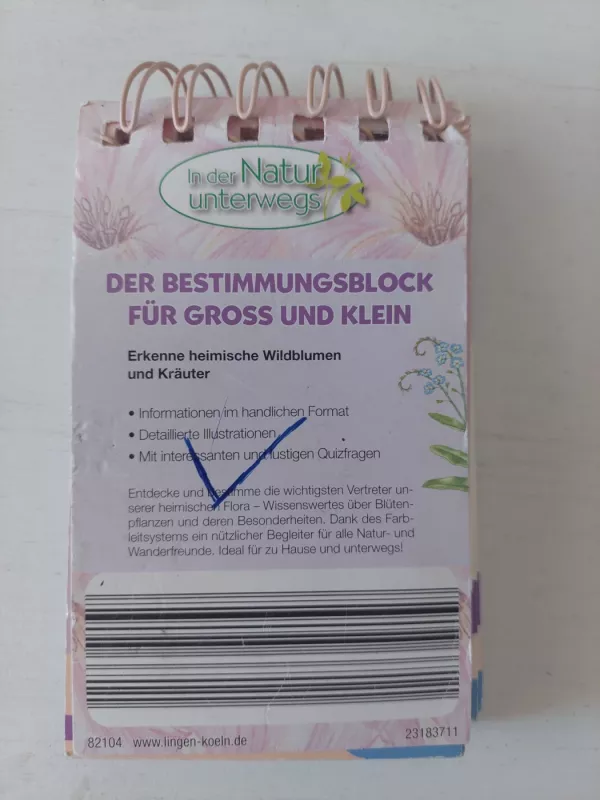 In der Natur
unterwegs
DER BESTIMMUNGSBLOCK
FÜR GROSS UND KLEIN
Erkenne heimische Wildblumen
und Kräuter
• Informationen im handlichen Format
• Detaillierte Illustrationen
• Mit interessanten und lustigen Quizfragen
Entdecke und bestimme die wichtigsten Vertreter un-
serer heimischen Flora – Wissenswertes über Blüten-
pflanzen und deren Besonderheiten. Dank des Farb-
leitsystems ein nützlicher Begleiter für alle Natur- und
Wanderfreunde. Ideal für zu Hause und unterwegs!
82104 www.lingen-koeln.de
23183711